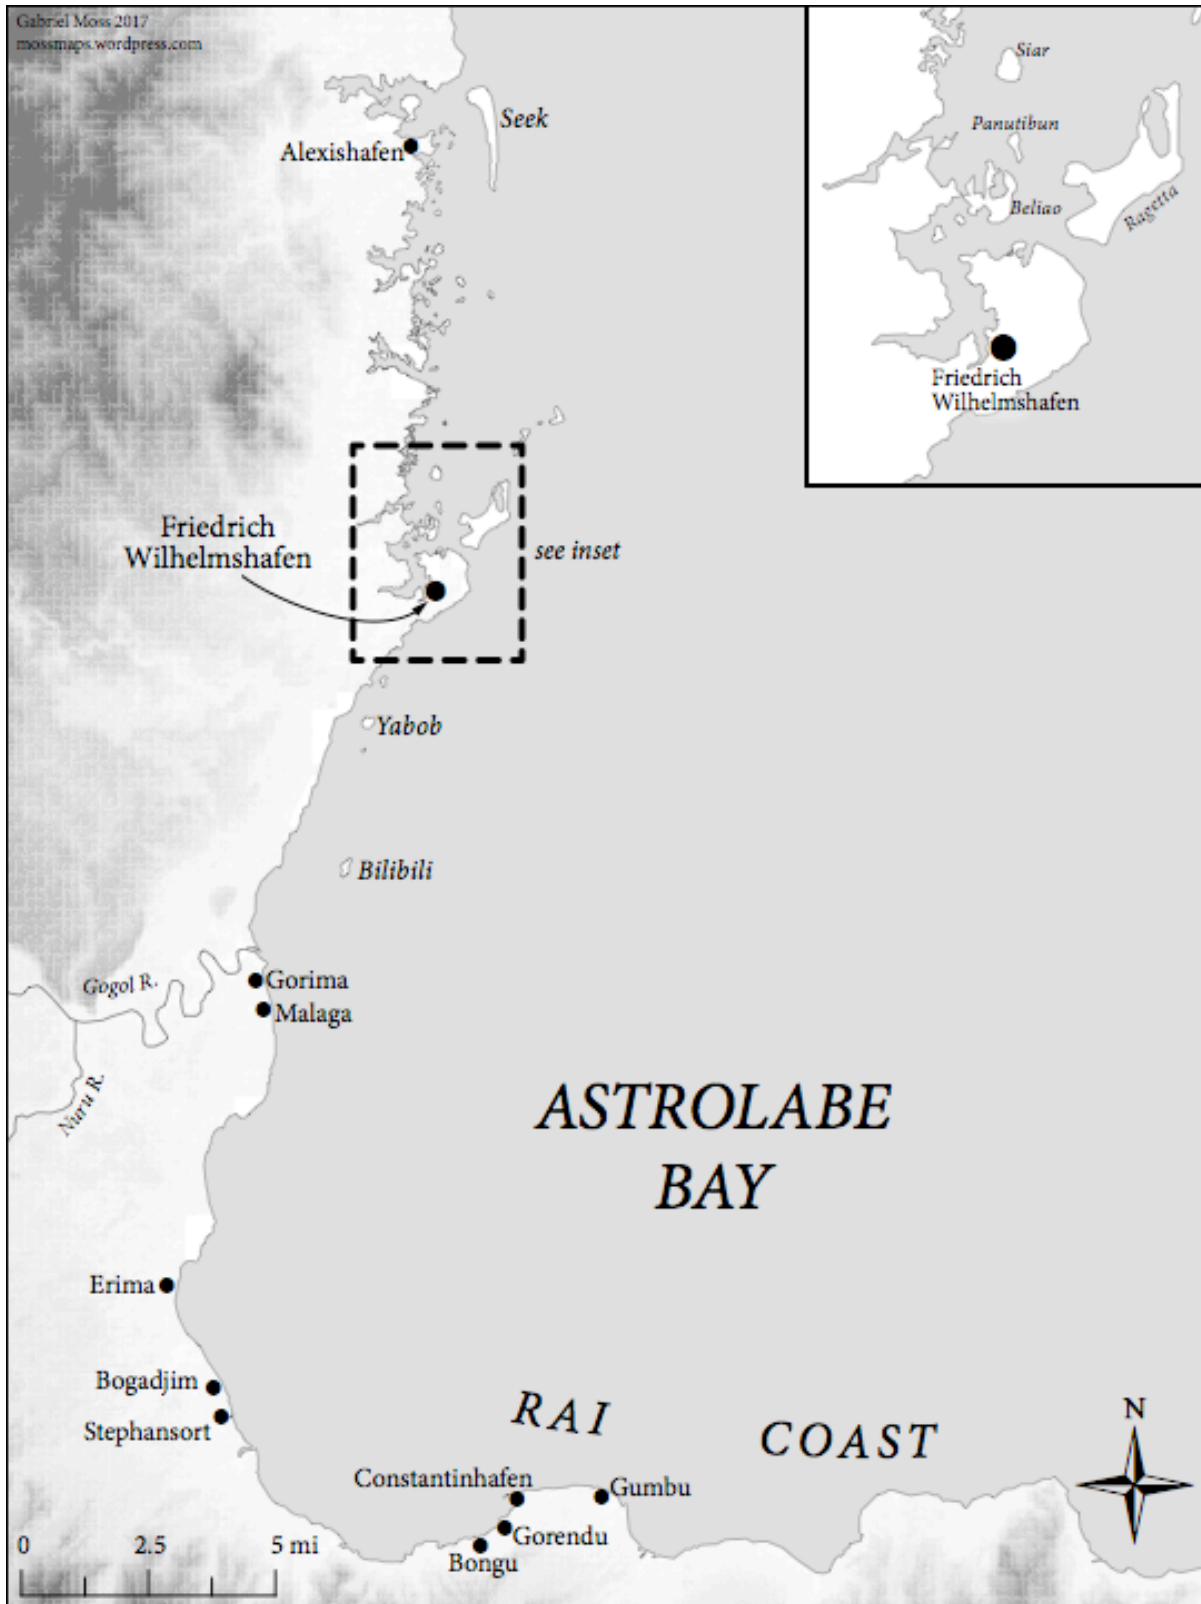 Gabriel Moss 2017
mossmaps.wordpress.com
Siar
Seek
Panutibun
Alexishafen
Ragetta
Beliao
Friedrich
Wilhelmshafen
Friedrich
Wilhelmshafen
see inset
Yabob
Bilibili
Gogol R.
Gorima
Malaga
Nuru R.
ASTROLABE
BAY
Erima
Bogadjim
Stephansort
RAI COAST
N
Constantinhafen
Gumbu
Gorendu
Bongu
0 2.5 5 mi